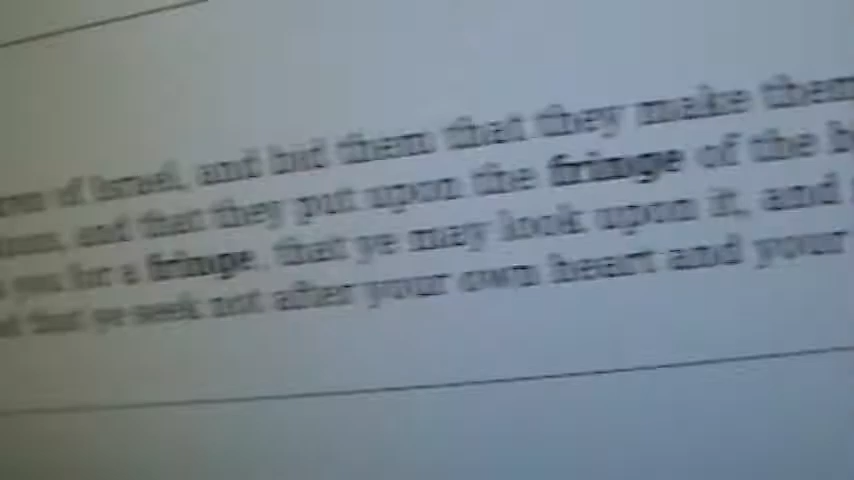 of Israel, and bid them that they make them
and that they put upon the fringe of the
you for a fringe, that ye may look upon it, and
that ye seek not after your own heart and your